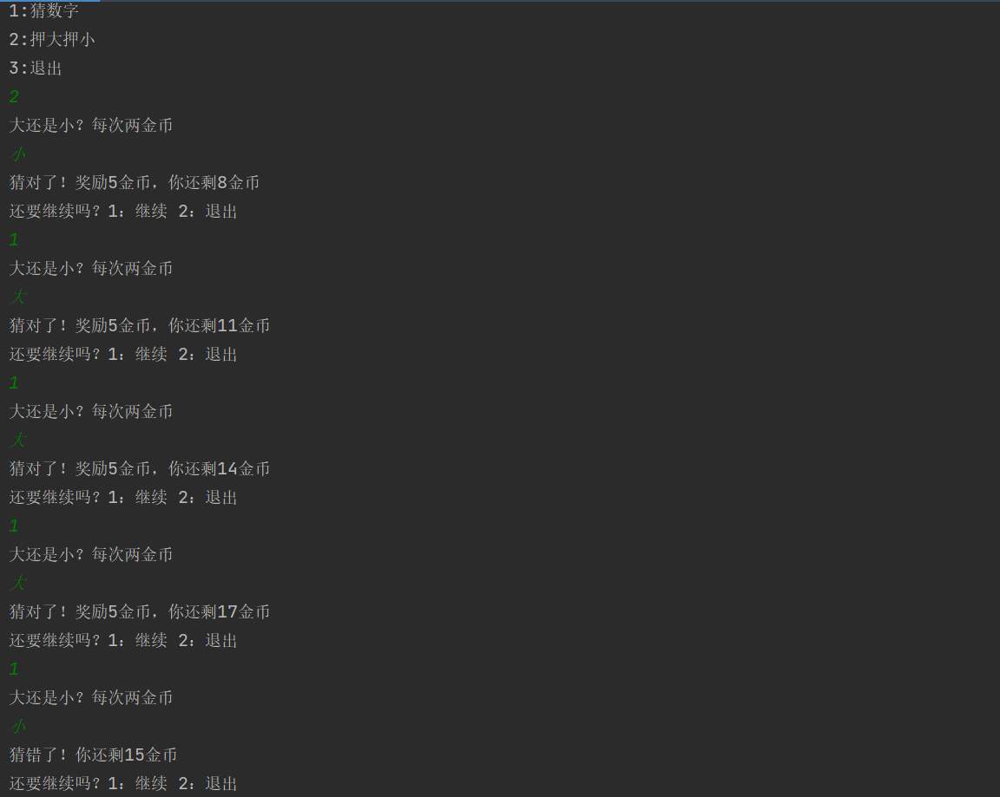 1:猜数字
2:押大押小
3:退出
2
大还是小？每次两金币
小
猜对了！奖励5金币，你还剩8金币
还要继续吗？1：继续 2：退出
1
大还是小？每次两金币
大
猜对了！奖励5金币，你还剩11金币
还要继续吗？1：继续 2：退出
1
大还是小？每次两金币
大
猜对了！奖励5金币，你还剩14金币
还要继续吗？1：继续 2：退出
1
大还是小？每次两金币
大
猜对了！奖励5金币，你还剩17金币
还要继续吗？1：继续 2：退出
1
大还是小？每次两金币
小
猜错了！你还剩15金币
还要继续吗？1：继续 2：退出